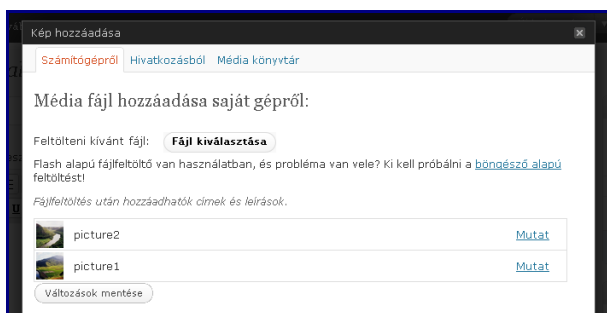 Kép hozzáadása
Számítógépről Hivatkozásból Média könyvtár
Média fájl hozzáadása saját gépről:
Feltölteni kívánt fájl: Fájl kiválasztása
Flash alapú fájlfeltöltő van használatban, és probléma van vele? Ki kell próbálni a böngésző alapú
feltöltést!
Fájlfeltöltés után hozzáadhatók címek és leírások.
picture2 Mutat
picture1 Mutat
Változások mentése